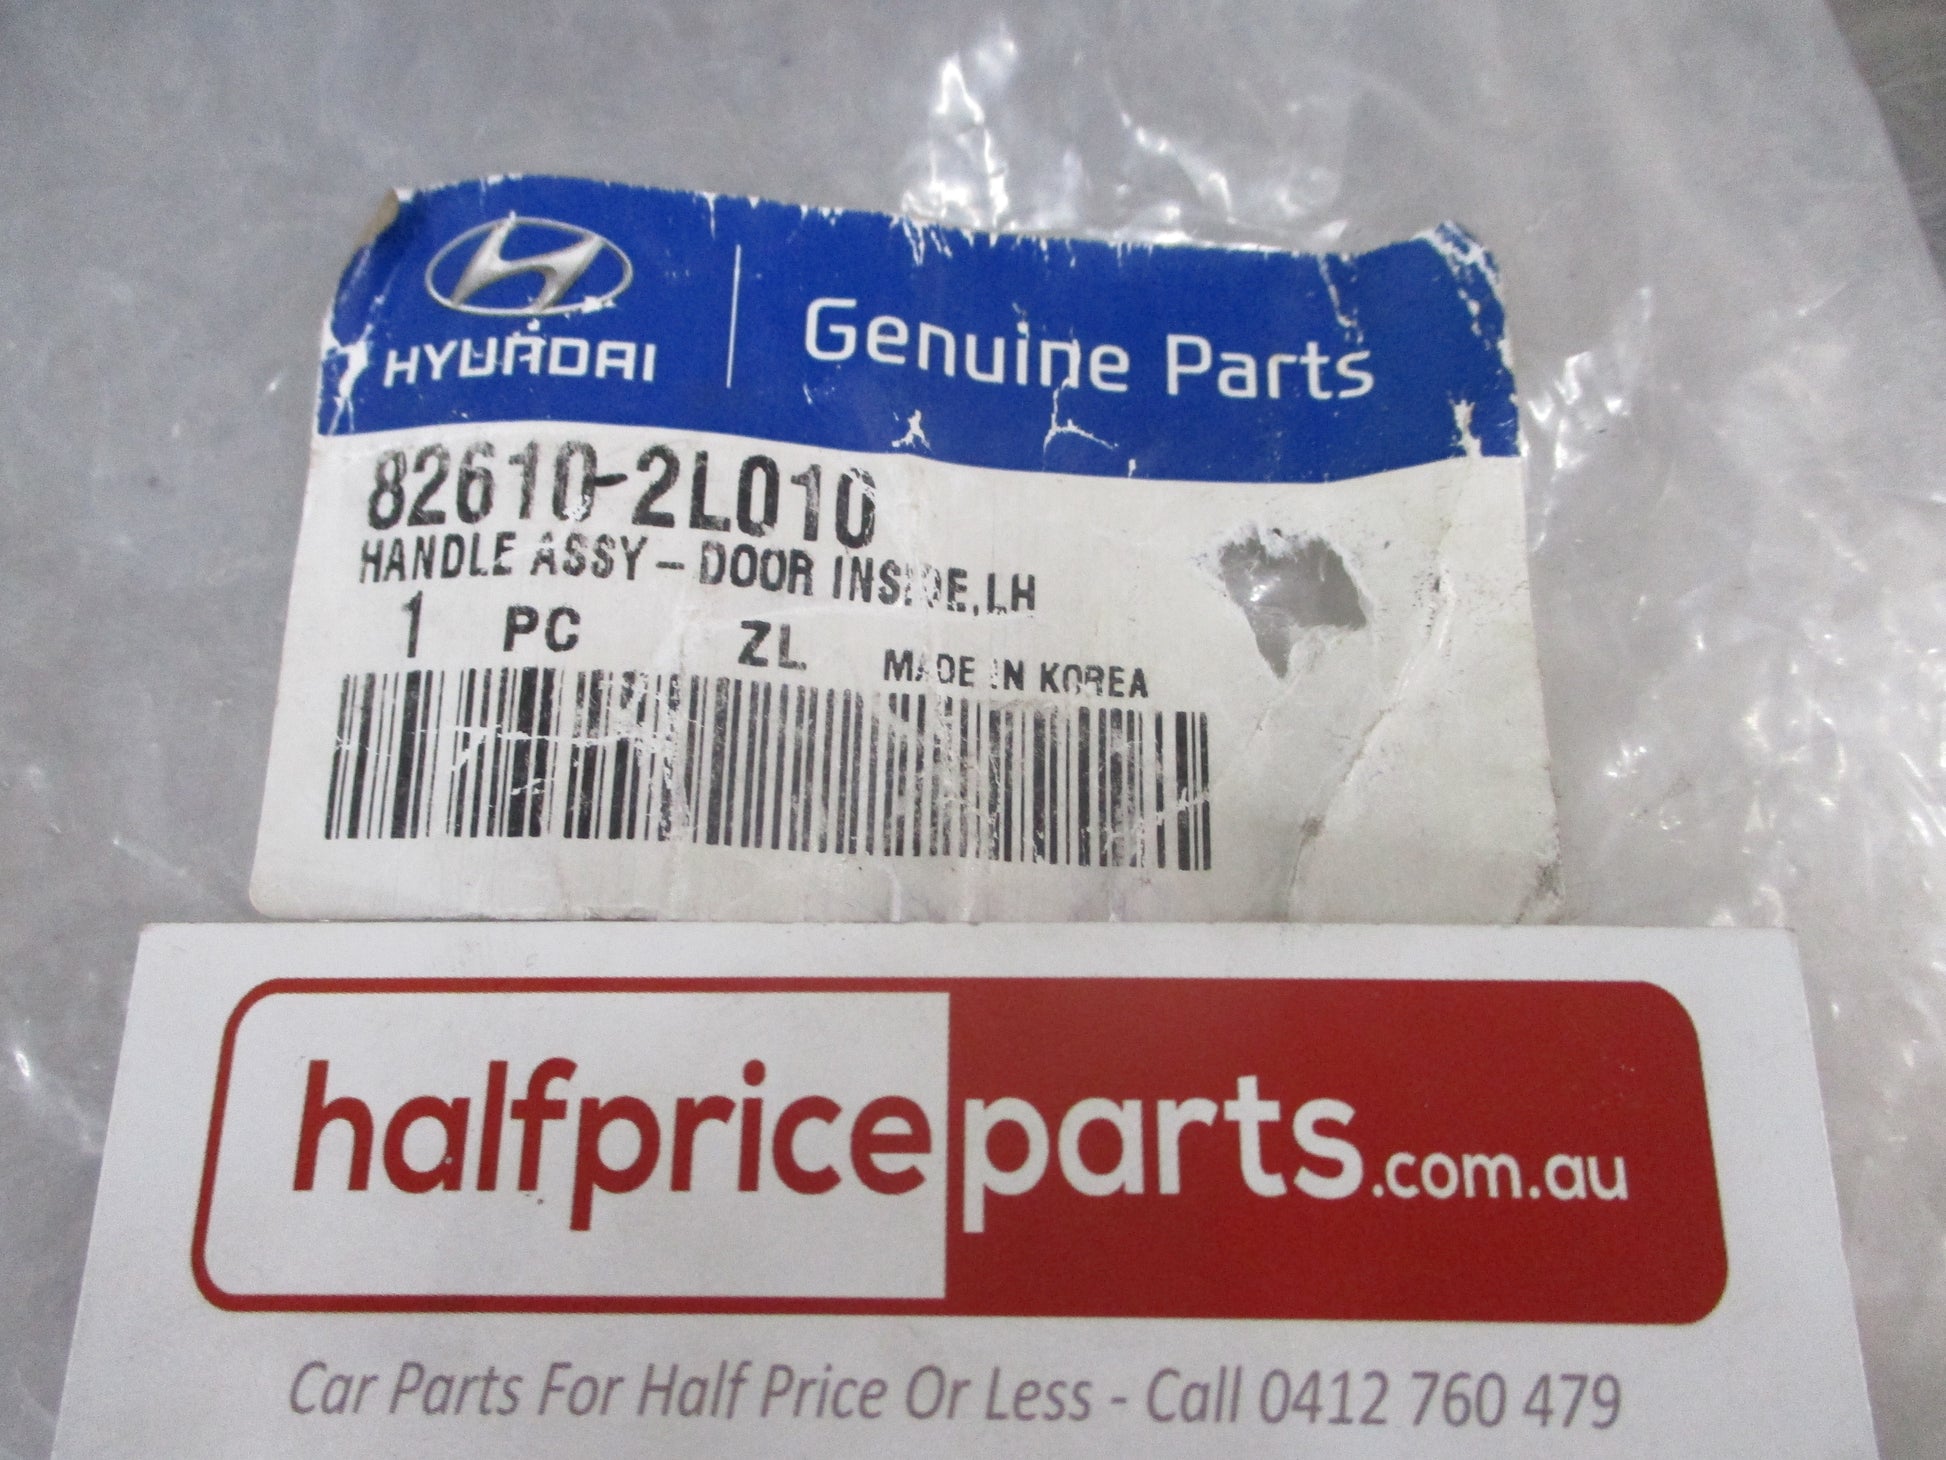 HYUNDAI
Genuine Parts
82610-2L010
HANDLE ASSY-DOOR INSIDE,LH
1 PC ZL MADE IN KOREA
halfpriceparts.com.au
Car Parts For Half Price Or Less - Call 0412 760 479